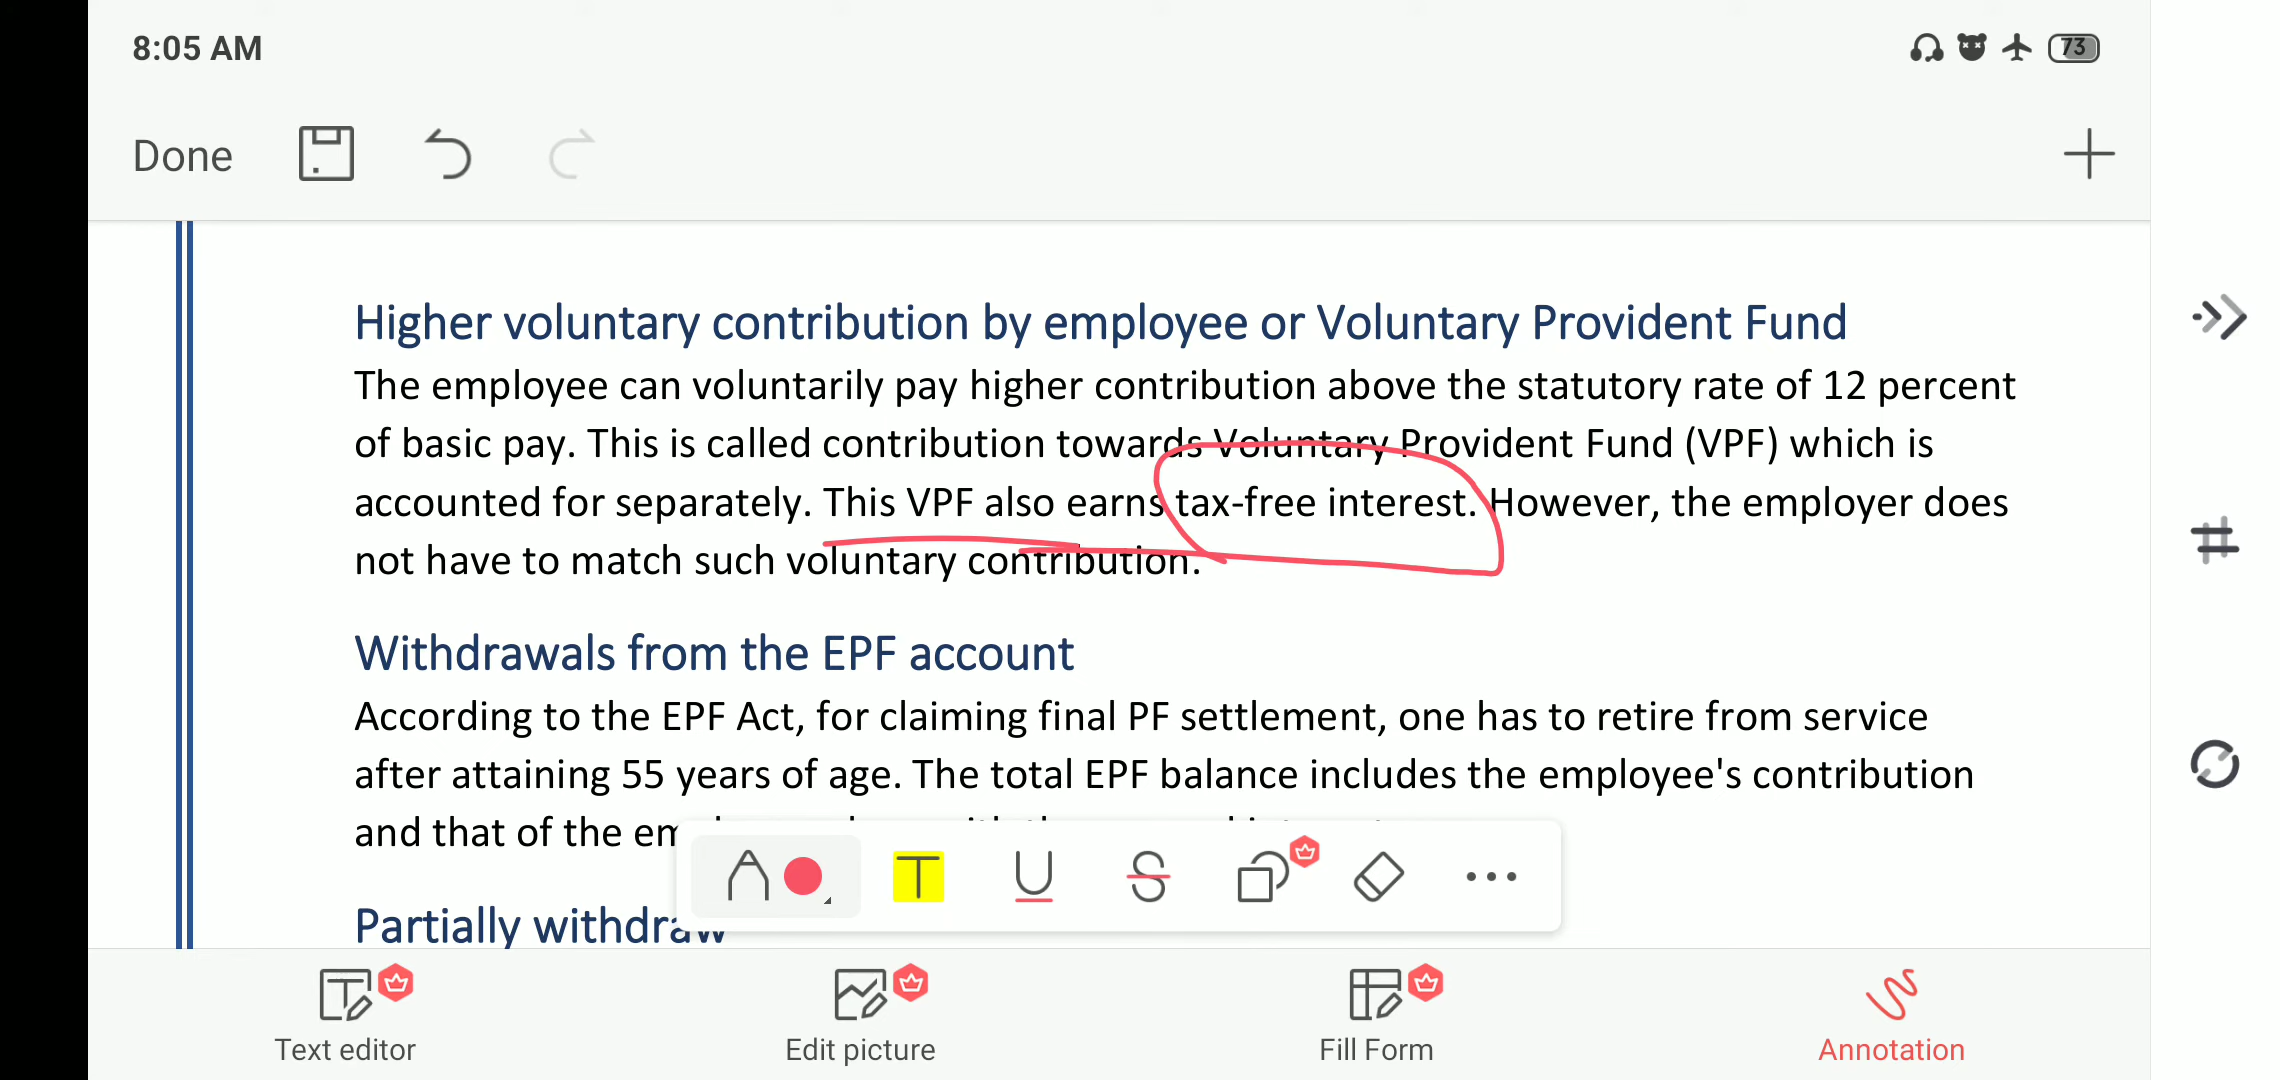 8:05 AM
73
Done
Higher voluntary contribution by employee or Voluntary Provident Fund
The employee can voluntarily pay higher contribution above the statutory rate of 12 percent
of basic pay. This is called contribution towards Voluntary Provident Fund (VPF) which is
accounted for separately. This VPF also earns tax-free interest. However, the employer does
not have to match such voluntary contribution.
Withdrawals from the EPF account
According to the EPF Act, for claiming final PF settlement, one has to retire from service
after attaining 55 years of age. The total EPF balance includes the employee's contribution
and that of the em
Partially withdraw
Text editor
Edit picture
Fill Form
Annotation